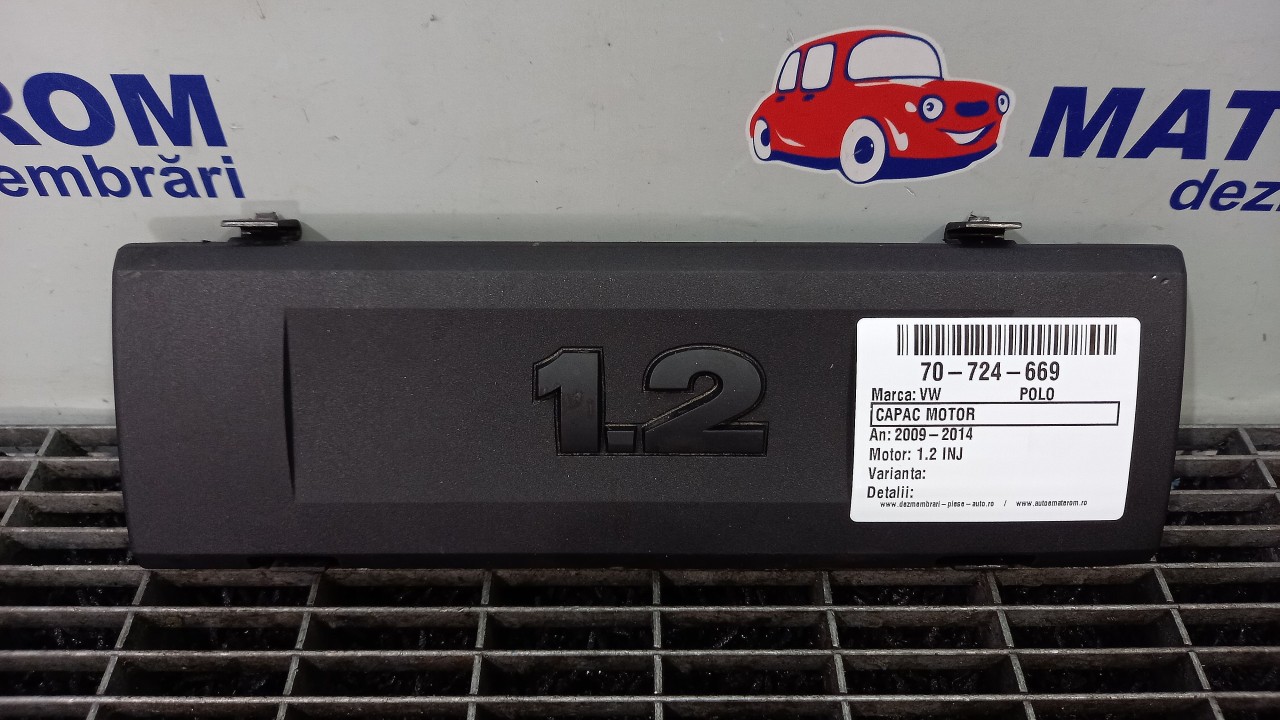 ROM
embrări
MAT
dez
1.2
70-724-669
Marca: VW POLO
CAPAC MOTOR
An: 2009-2014
Motor: 1.2 INJ
Varianta:
Detalii:
www.dezmembrari-piese-auto.ro / www.autoematerom.ro